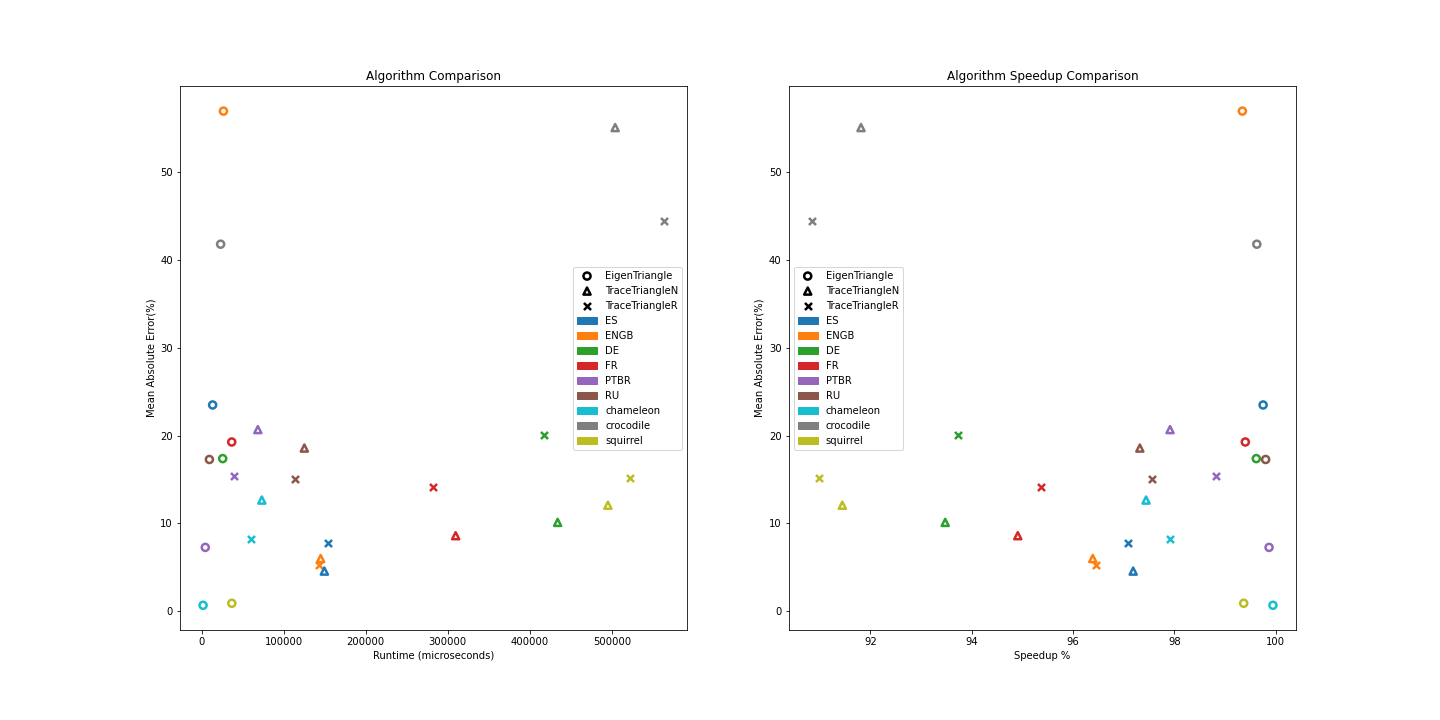 Algorithm Comparison
Mean Absolute Error(%)
50
40
30
20
10
0
0
100000
200000
300000
400000
500000
Runtime (microseconds)
EigenTriangle
TraceTriangleN
TraceTriangleR
ES
ENGB
DE
FR
PTBR
RU
chameleon
crocodile
squirrel
Algorithm Speedup Comparison
Mean Absolute Error(%)
50
40
30
20
10
0
92
94
96
98
100
Speedup %
EigenTriangle
TraceTriangleN
TraceTriangleR
ES
ENGB
DE
FR
PTBR
RU
chameleon
crocodile
squirrel